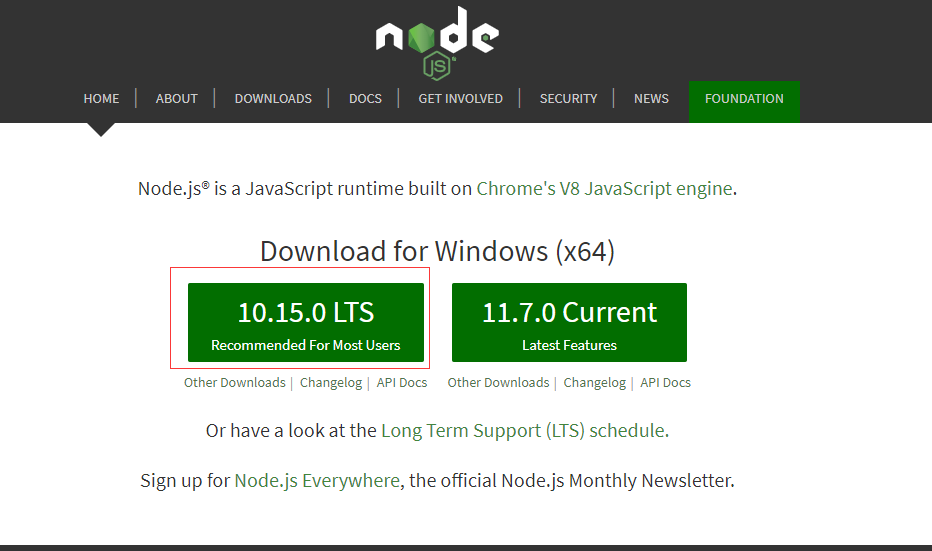 node
JS
HOME | ABOUT | DOWNLOADS | DOCS | GET INVOLVED | SECURITY | NEWS FOUNDATION
Node.js® is a JavaScript runtime built on Chrome's V8 JavaScript engine.
Download for Windows (x64)
10.15.0 LTS
Recommended For Most Users
11.7.0 Current
Latest Features
Other Downloads | Changelog | API Docs
Other Downloads | Changelog | API Docs
Or have a look at the Long Term Support (LTS) schedule.
Sign up for Node.js Everywhere, the official Node.js Monthly Newsletter.